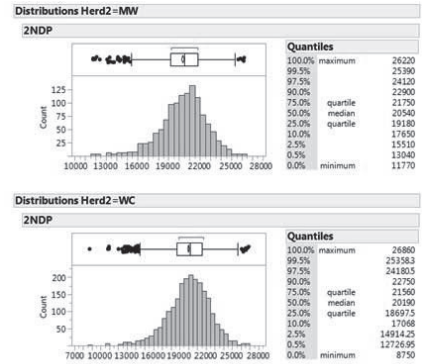 Distributions Herd2=MW
2NDP
Quantiles
100.0% maximum 26220
99.5% 25390
97.5% 24120
90.0% 22900
75.0% quartile 21750
50.0% median 20540
25.0% quartile 19180
10.0% 17650
2.5% 15510
0.5% 13040
0.0% minimum 11770
Count
125
100
75
50
25
10000 13000 16000 19000 22000 25000 28000
Distributions Herd2=WC
2NDP
Quantiles
100.0% maximum 26860
99.5% 25358.3
97.5% 24180.5
90.0% 22750
75.0% quartile 21560
50.0% median 20190
25.0% quartile 18697.5
10.0% 17068
2.5% 14914.25
0.5% 12726.95
0.0% minimum 8750
Count
200
150
100
50
7000 10000 13000 16000 19000 22000 25000 28000